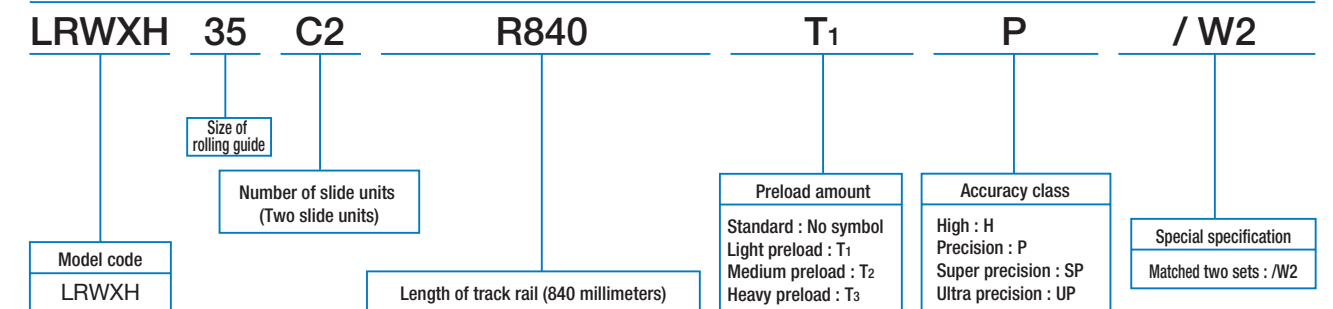 LRWXH 35 C2 R840 T1 P / W2
Size of
rolling guide
Number of slide units
(Two slide units)
Model code
LRWXH
Length of track rail (840 millimeters)
Preload amount
Standard : No symbol
Light preload : T1
Medium preload : T2
Heavy preload : T3
Accuracy class
High : H
Precision : P
Super precision : SP
Ultra precision : UP
Special specification
Matched two sets : /W2